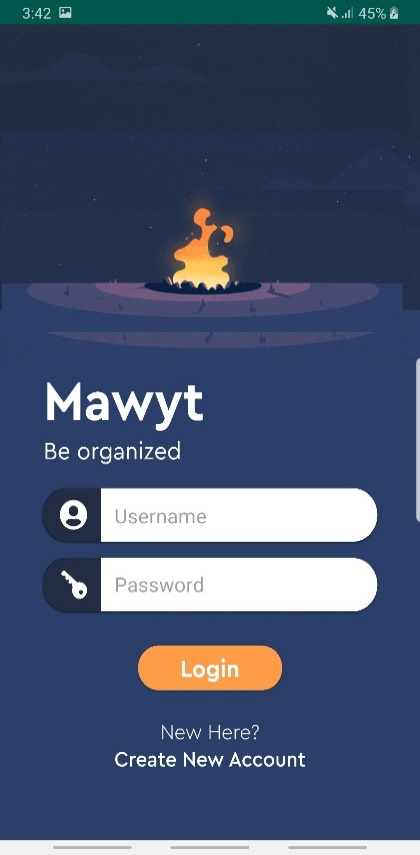 3:42
45%
Mawyt
Be organized
Username
Password
Login
New Here?
Create New Account